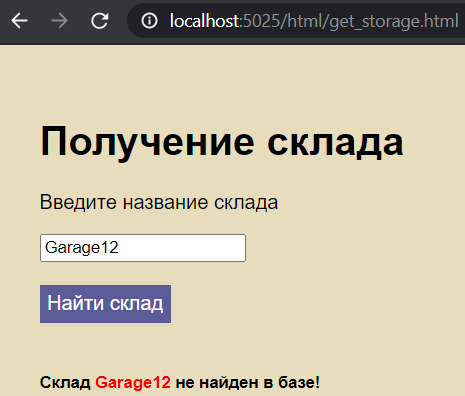 localhost:5025/html/get_storage.html
Получение склада
Введите название склада
Garage12
Найти склад
Склад Garage12 не найден в базе!